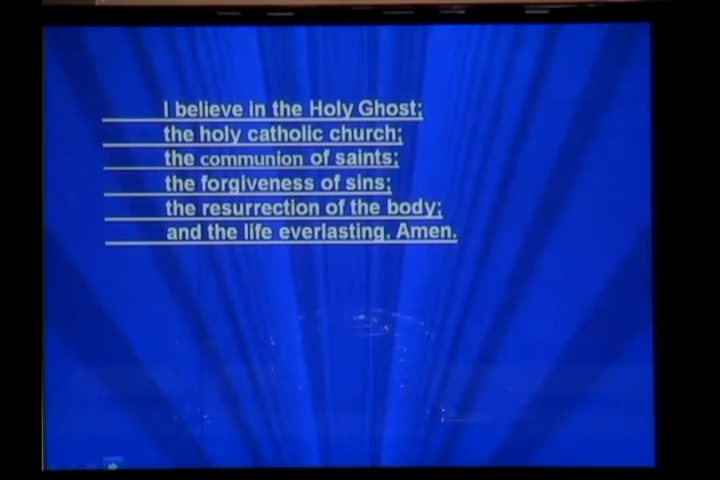 I believe in the Holy Ghost;
the holy catholic church;
the communion of saints;
the forgiveness of sins;
the resurrection of the body;
and the life everlasting. Amen.